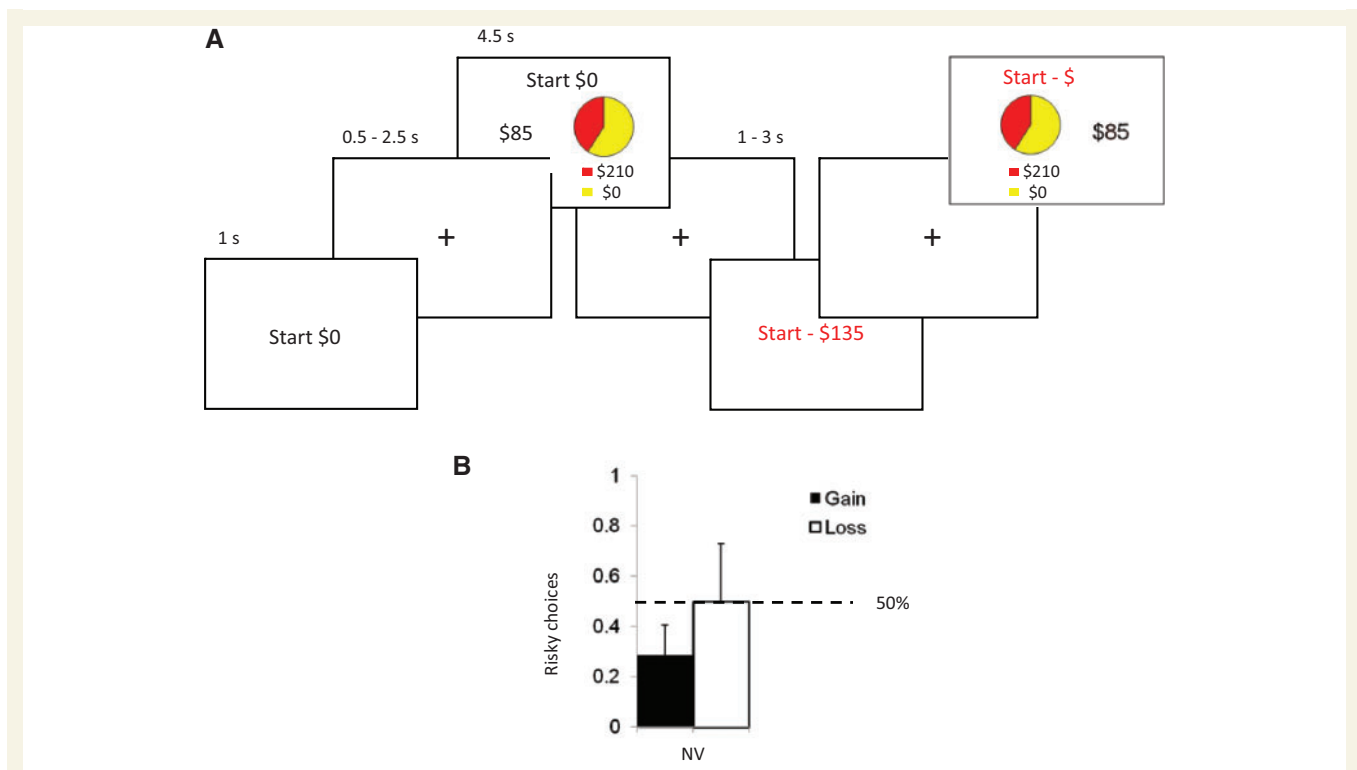 A
4.5 s
Start $0
$85
$210
$0
0.5 - 2.5 s
+
1 s
Start $0
1 - 3 s
+
Start - $135
+
Start - $
$85
$210
$0
B
1
0.8
0.6
0.4
0.2
0
Risky choices
Gain
Loss
50%
NV